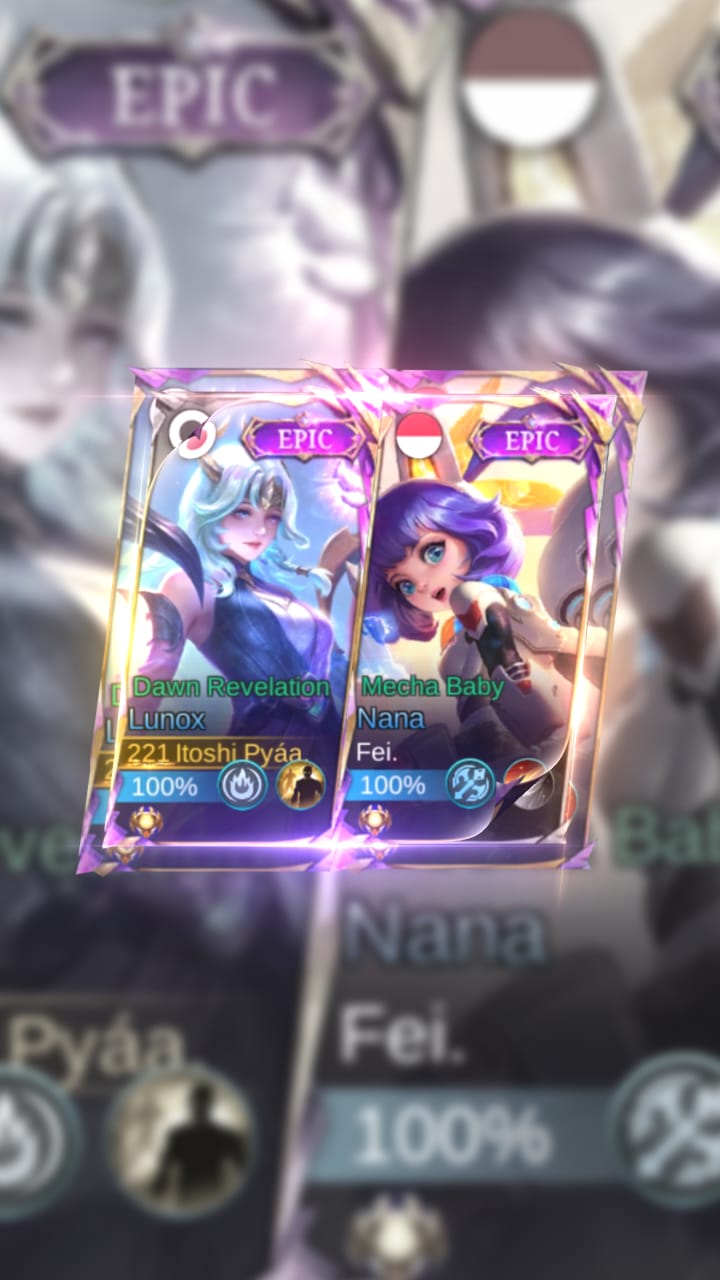 EPIC
EPIC
EPIC
Dawn Revelation
Lunox
221 Itoshi Pyáa
100%
Mecha Baby
Nana
Fei.
100%
Nana
Pyáa
Fei.
100%